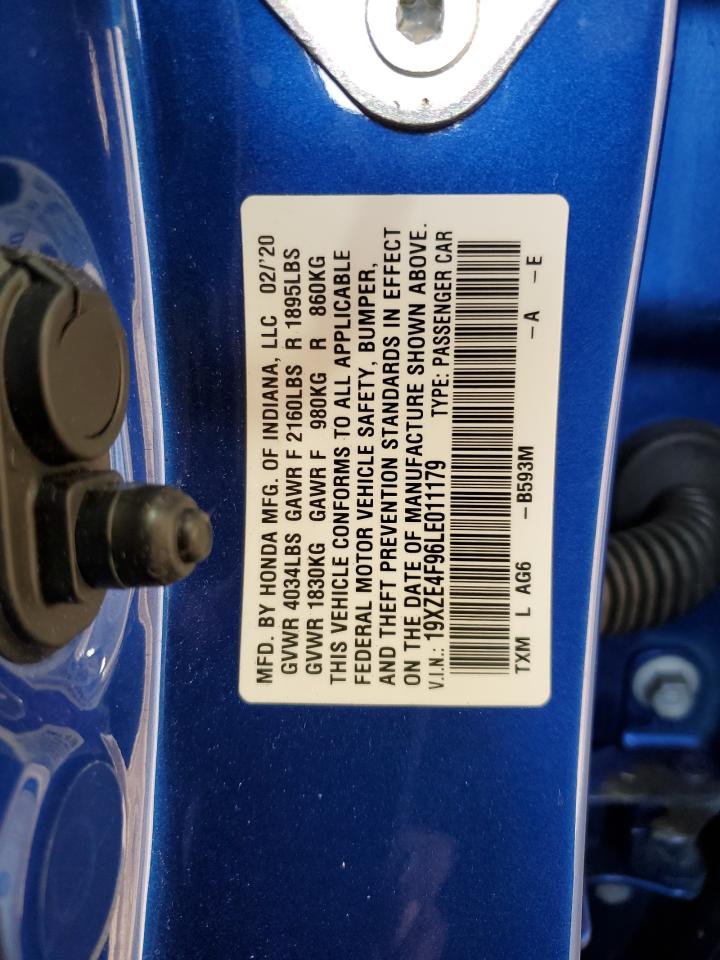 MFD. BY HONDA MFG. OF INDIANA, LLC 02/'20
GVWR 4034LBS GAWR F 2160LBS R 1895LBS
GVWR 1830KG GAWR F 980KG R 860KG
THIS VEHICLE CONFORMS TO ALL APPLICABLE
FEDERAL MOTOR VEHICLE SAFETY, BUMPER,
AND THEFT PREVENTION STANDARDS IN EFFECT
ON THE DATE OF MANUFACTURE SHOWN ABOVE.
V.I.N.: 19XZE4F96LE011179 TYPE: PASSENGER CAR
TXM L AG6 -B593M -A -E